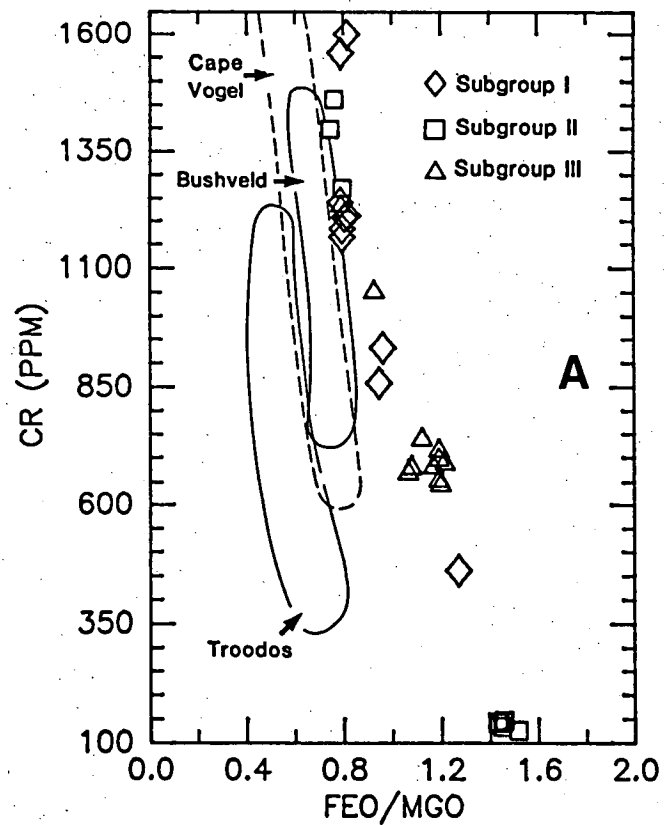 1600
1350
1100
850
600
350
100
CR (PPM)
Cape
Vogel
Bushveld
Troodos
Subgroup I
Subgroup II
Subgroup III
A
0.0
0.4
0.8
1.2
1.6
2.0
FEO/MGO